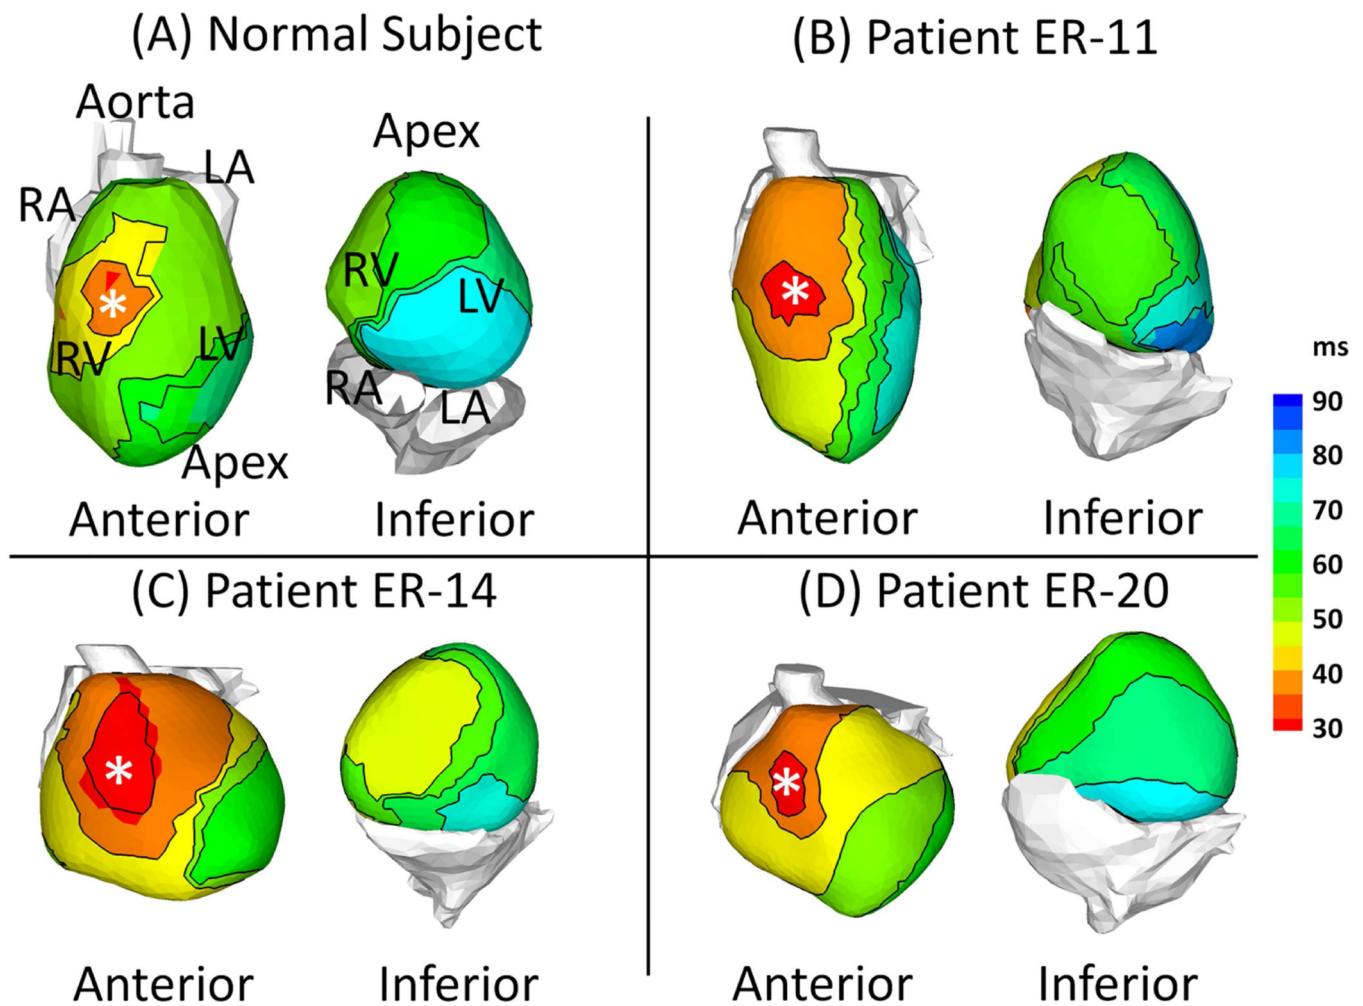 (A) Normal Subject
Aorta
LA
RA
*
RV
LV
Apex
Anterior
Apex
RV
LV
RA
LA
Inferior
(B) Patient ER-11
*
Anterior
Inferior
(C) Patient ER-14
*
Anterior
Inferior
(D) Patient ER-20
*
Anterior
Inferior
ms
90
80
70
60
50
40
30